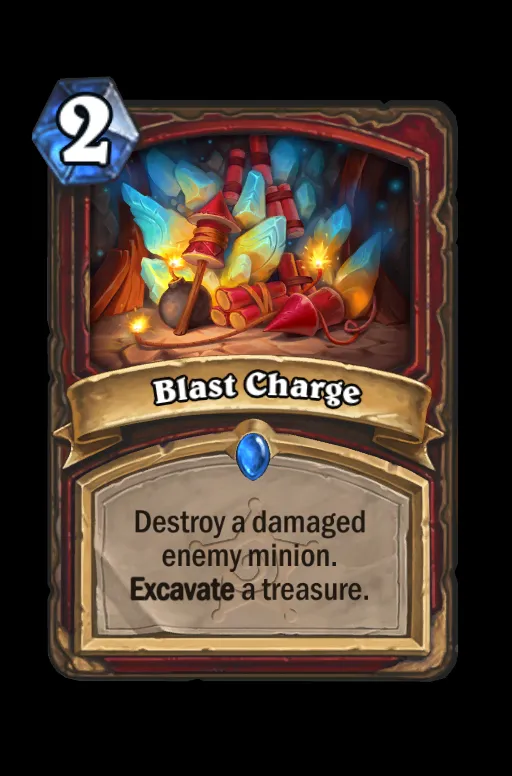 2
Blast Charge
Destroy a damaged
enemy minion.
Excavate a treasure.